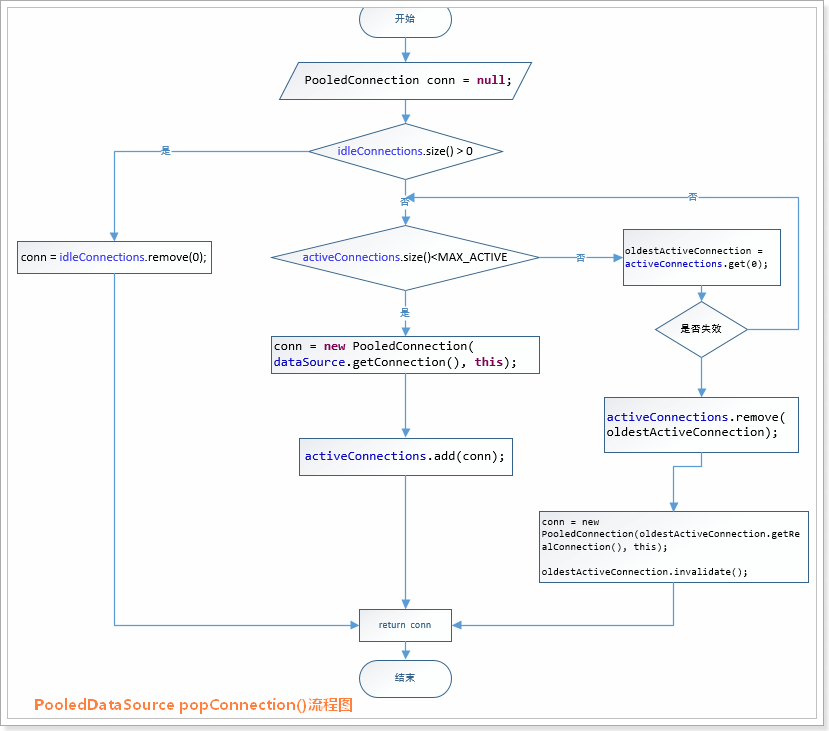 开始
PooledConnection conn = null;
idleConnections.size() > 0
是
否
否
conn = idleConnections.remove(0);
activeConnections.size()<MAX_ACTIVE
否
oldestActiveConnection =
activeConnections.get(0);
是
是否失效
conn = new PooledConnection(
dataSource.getConnection(), this);
activeConnections.remove(
oldestActiveConnection);
activeConnections.add(conn);
conn = new
PooledConnection(oldestActiveConnection.getRe
alConnection(), this);
oldestActiveConnection.invalidate();
return conn
结束
PooledDataSource popConnection()流程图